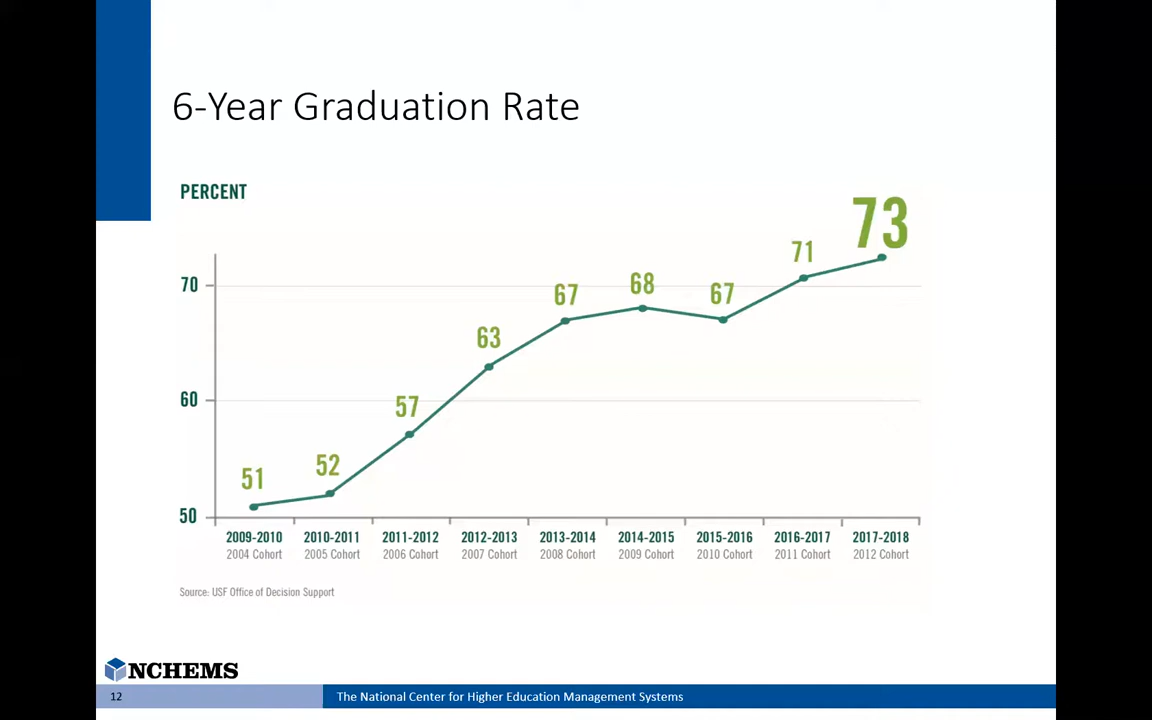 6-Year Graduation Rate
PERCENT
73
71
70
68
67
67
63
60
57
52
51
50
2009-2010 2010-2011 2011-2012 2012-2013 2013-2014 2014-2015 2015-2016 2016-2017 2017-2018
2004 Cohort 2005 Cohort 2006 Cohort 2007 Cohort 2008 Cohort 2009 Cohort 2010 Cohort 2011 Cohort 2012 Cohort
Source: USF Office of Decision Support
NCHEMS
12 The National Center for Higher Education Management Systems